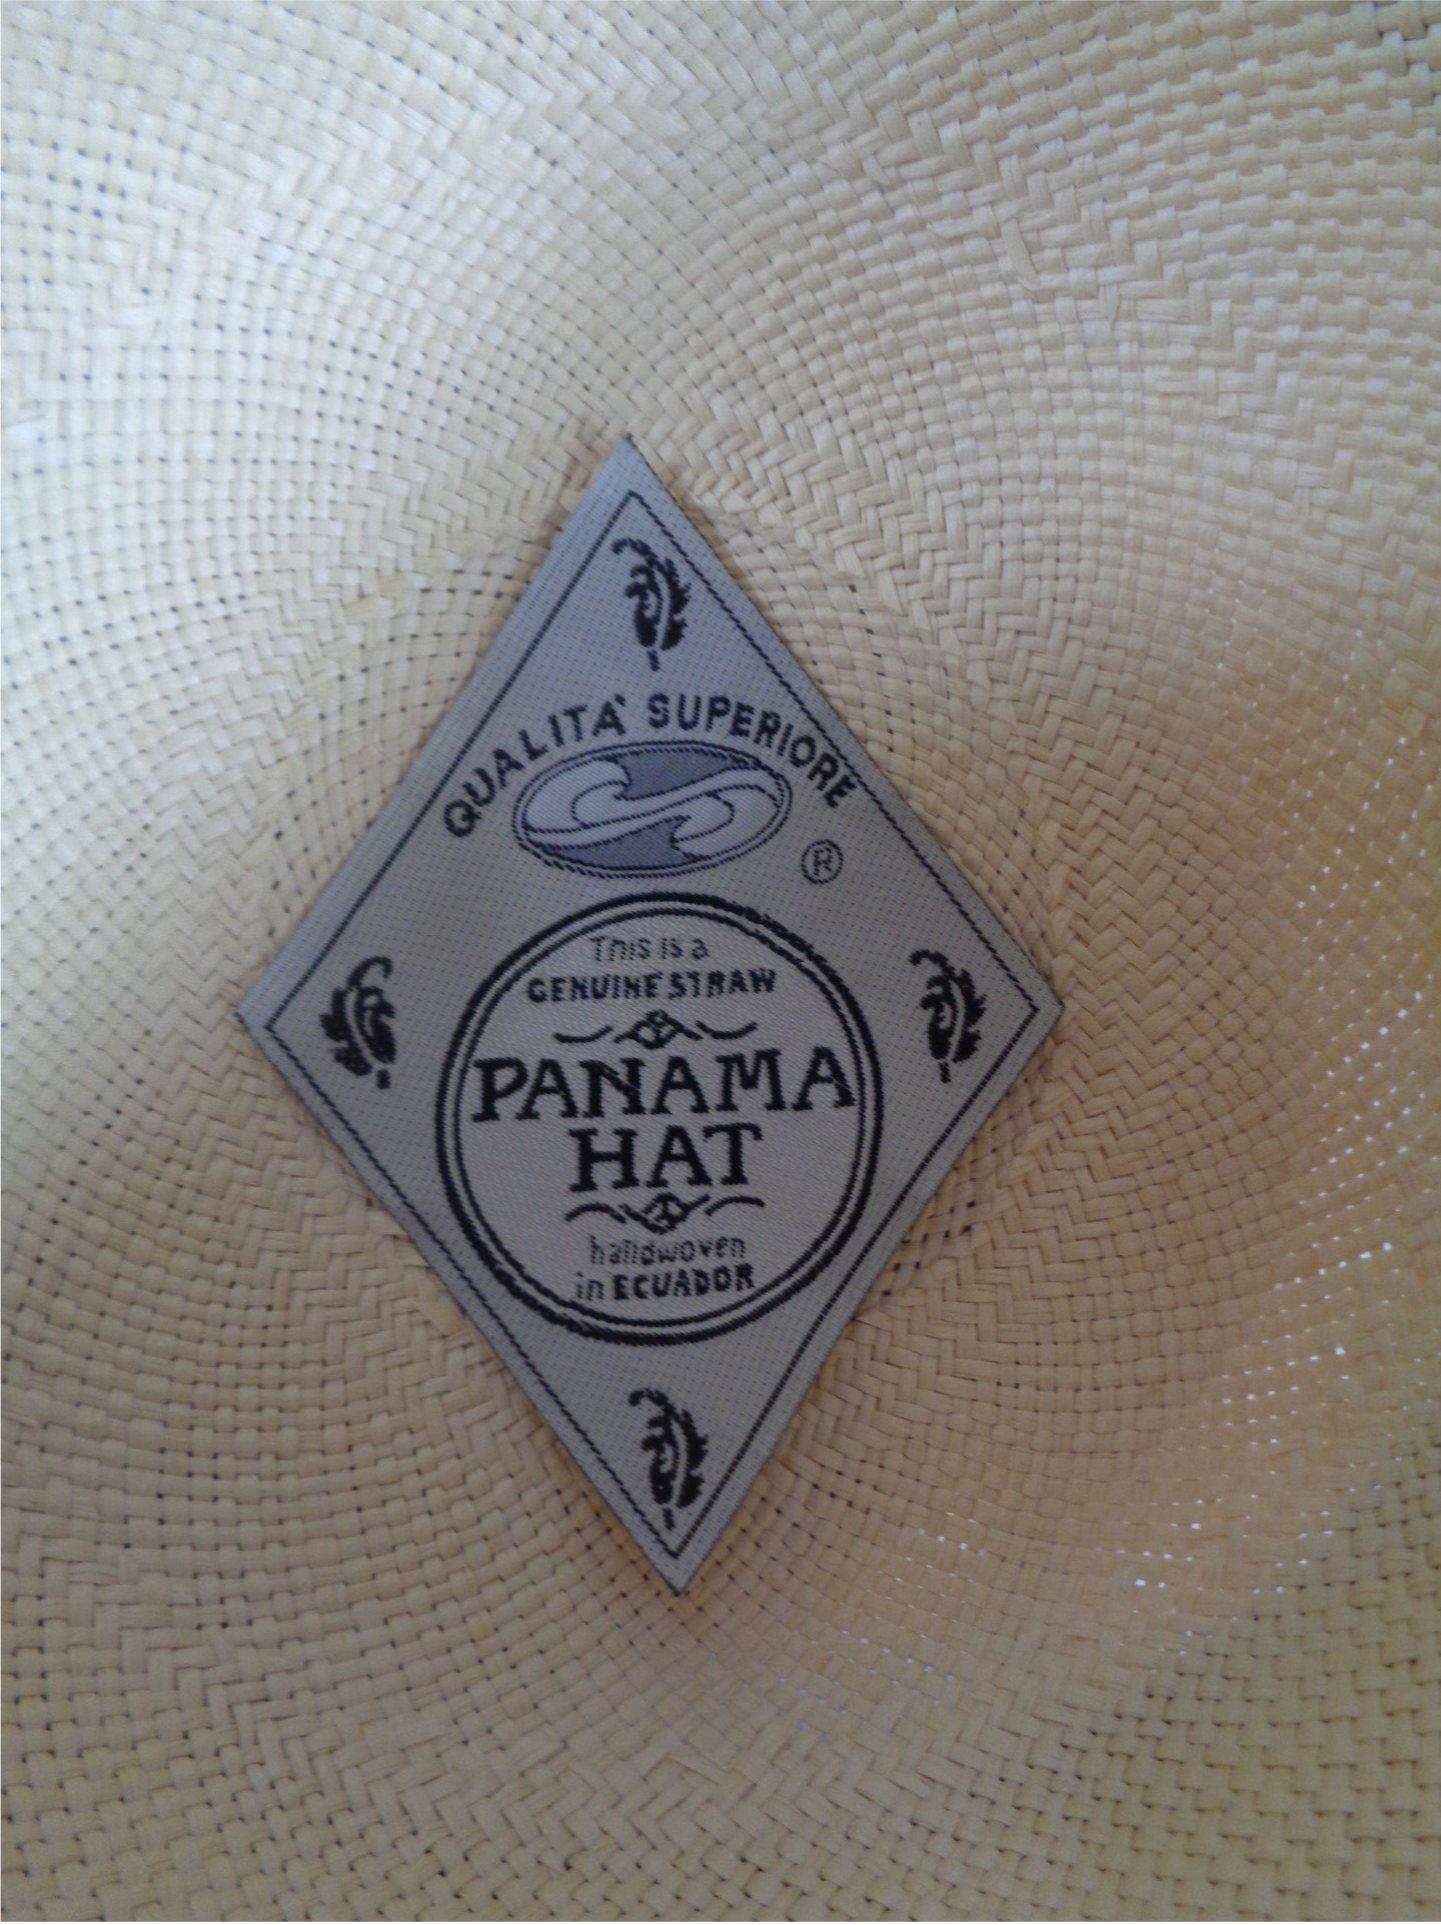 QUALITA' SUPERIORE
®
This is a
GENUINE STRAW
PANAMA
HAT
handwoven
in ECUADOR